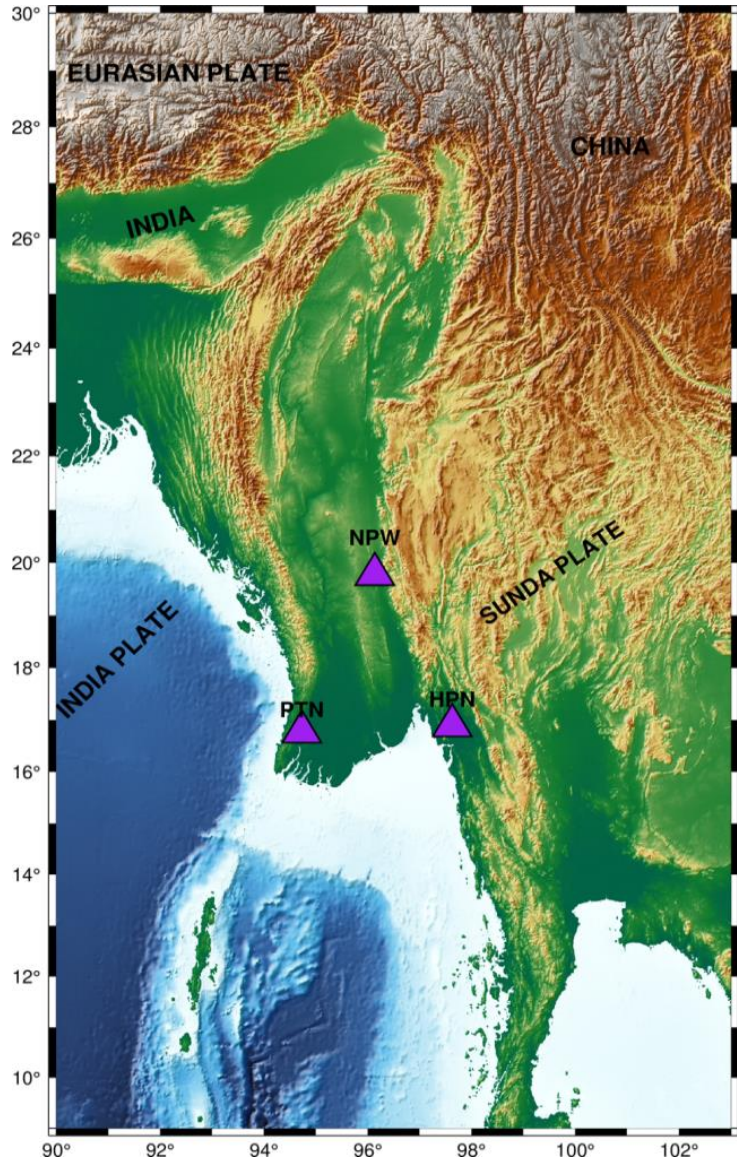 30°
EURASIAN PLATE
28°
CHINA
INDIA
26°
24°
22°
NPW
20°
SUNDA PLATE
INDIA PLATE
18°
PTN
HPN
16°
14°
12°
10°
90°
92°
94°
96°
98°
100°
102°